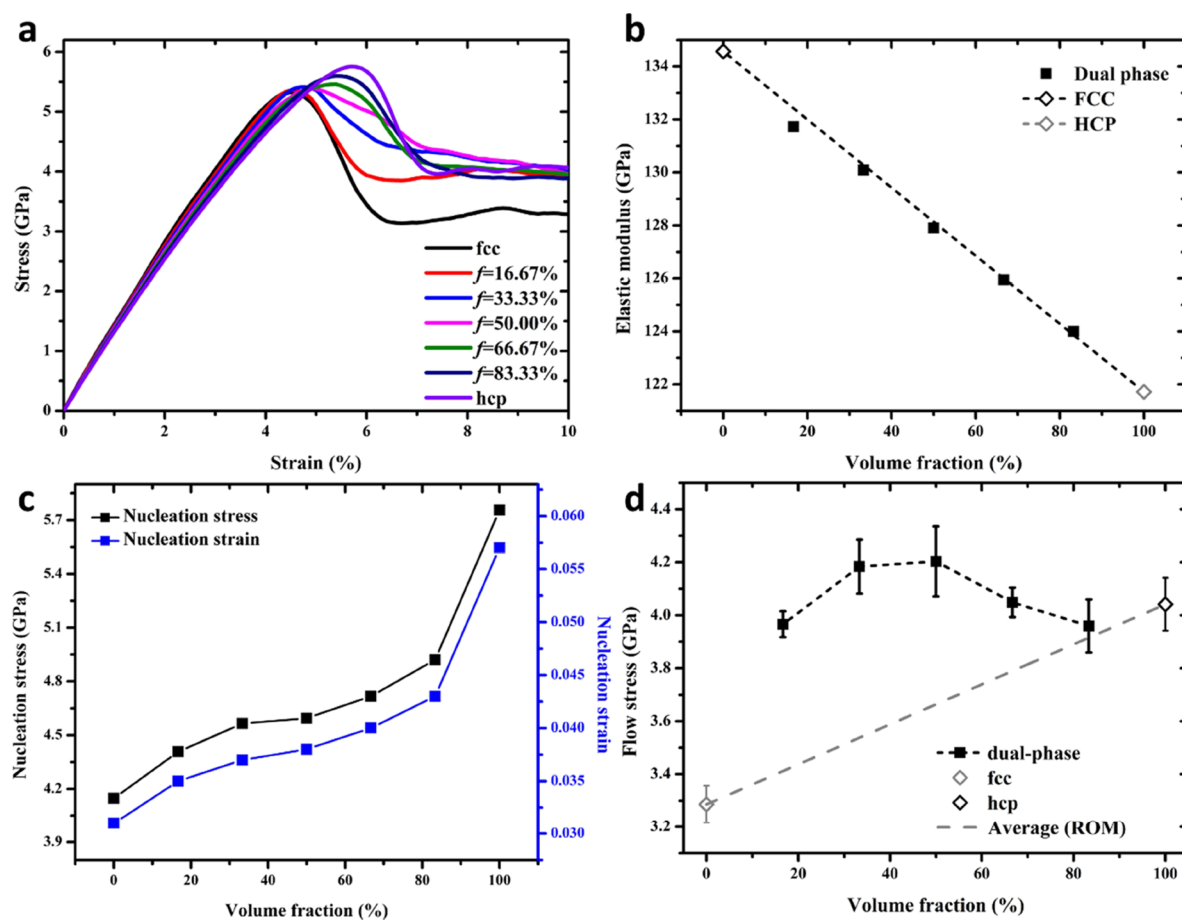 a
6
5
4
3
2
1
0
Stress (GPa)
fcc
f=16.67%
f=33.33%
f=50.00%
f=66.67%
f=83.33%
hcp
0 2 4 6 8 10
Strain (%)
b
134
132
130
128
126
124
122
Elastic modulus (GPa)
Dual phase
FCC
HCP
0 20 40 60 80 100
Volume fraction (%)
c
5.7
5.4
5.1
4.8
4.5
4.2
3.9
Nucleation stress (GPa)
Nucleation stress
Nucleation strain
0.060
0.055
0.050
0.045
0.040
0.035
0.030
Nucleation strain
0 20 40 60 80 100
Volume fraction (%)
d
4.4
4.2
4.0
3.8
3.6
3.4
3.2
Flow stress (GPa)
dual-phase
fcc
hcp
Average (ROM)
0 20 40 60 80 100
Volume fraction (%)